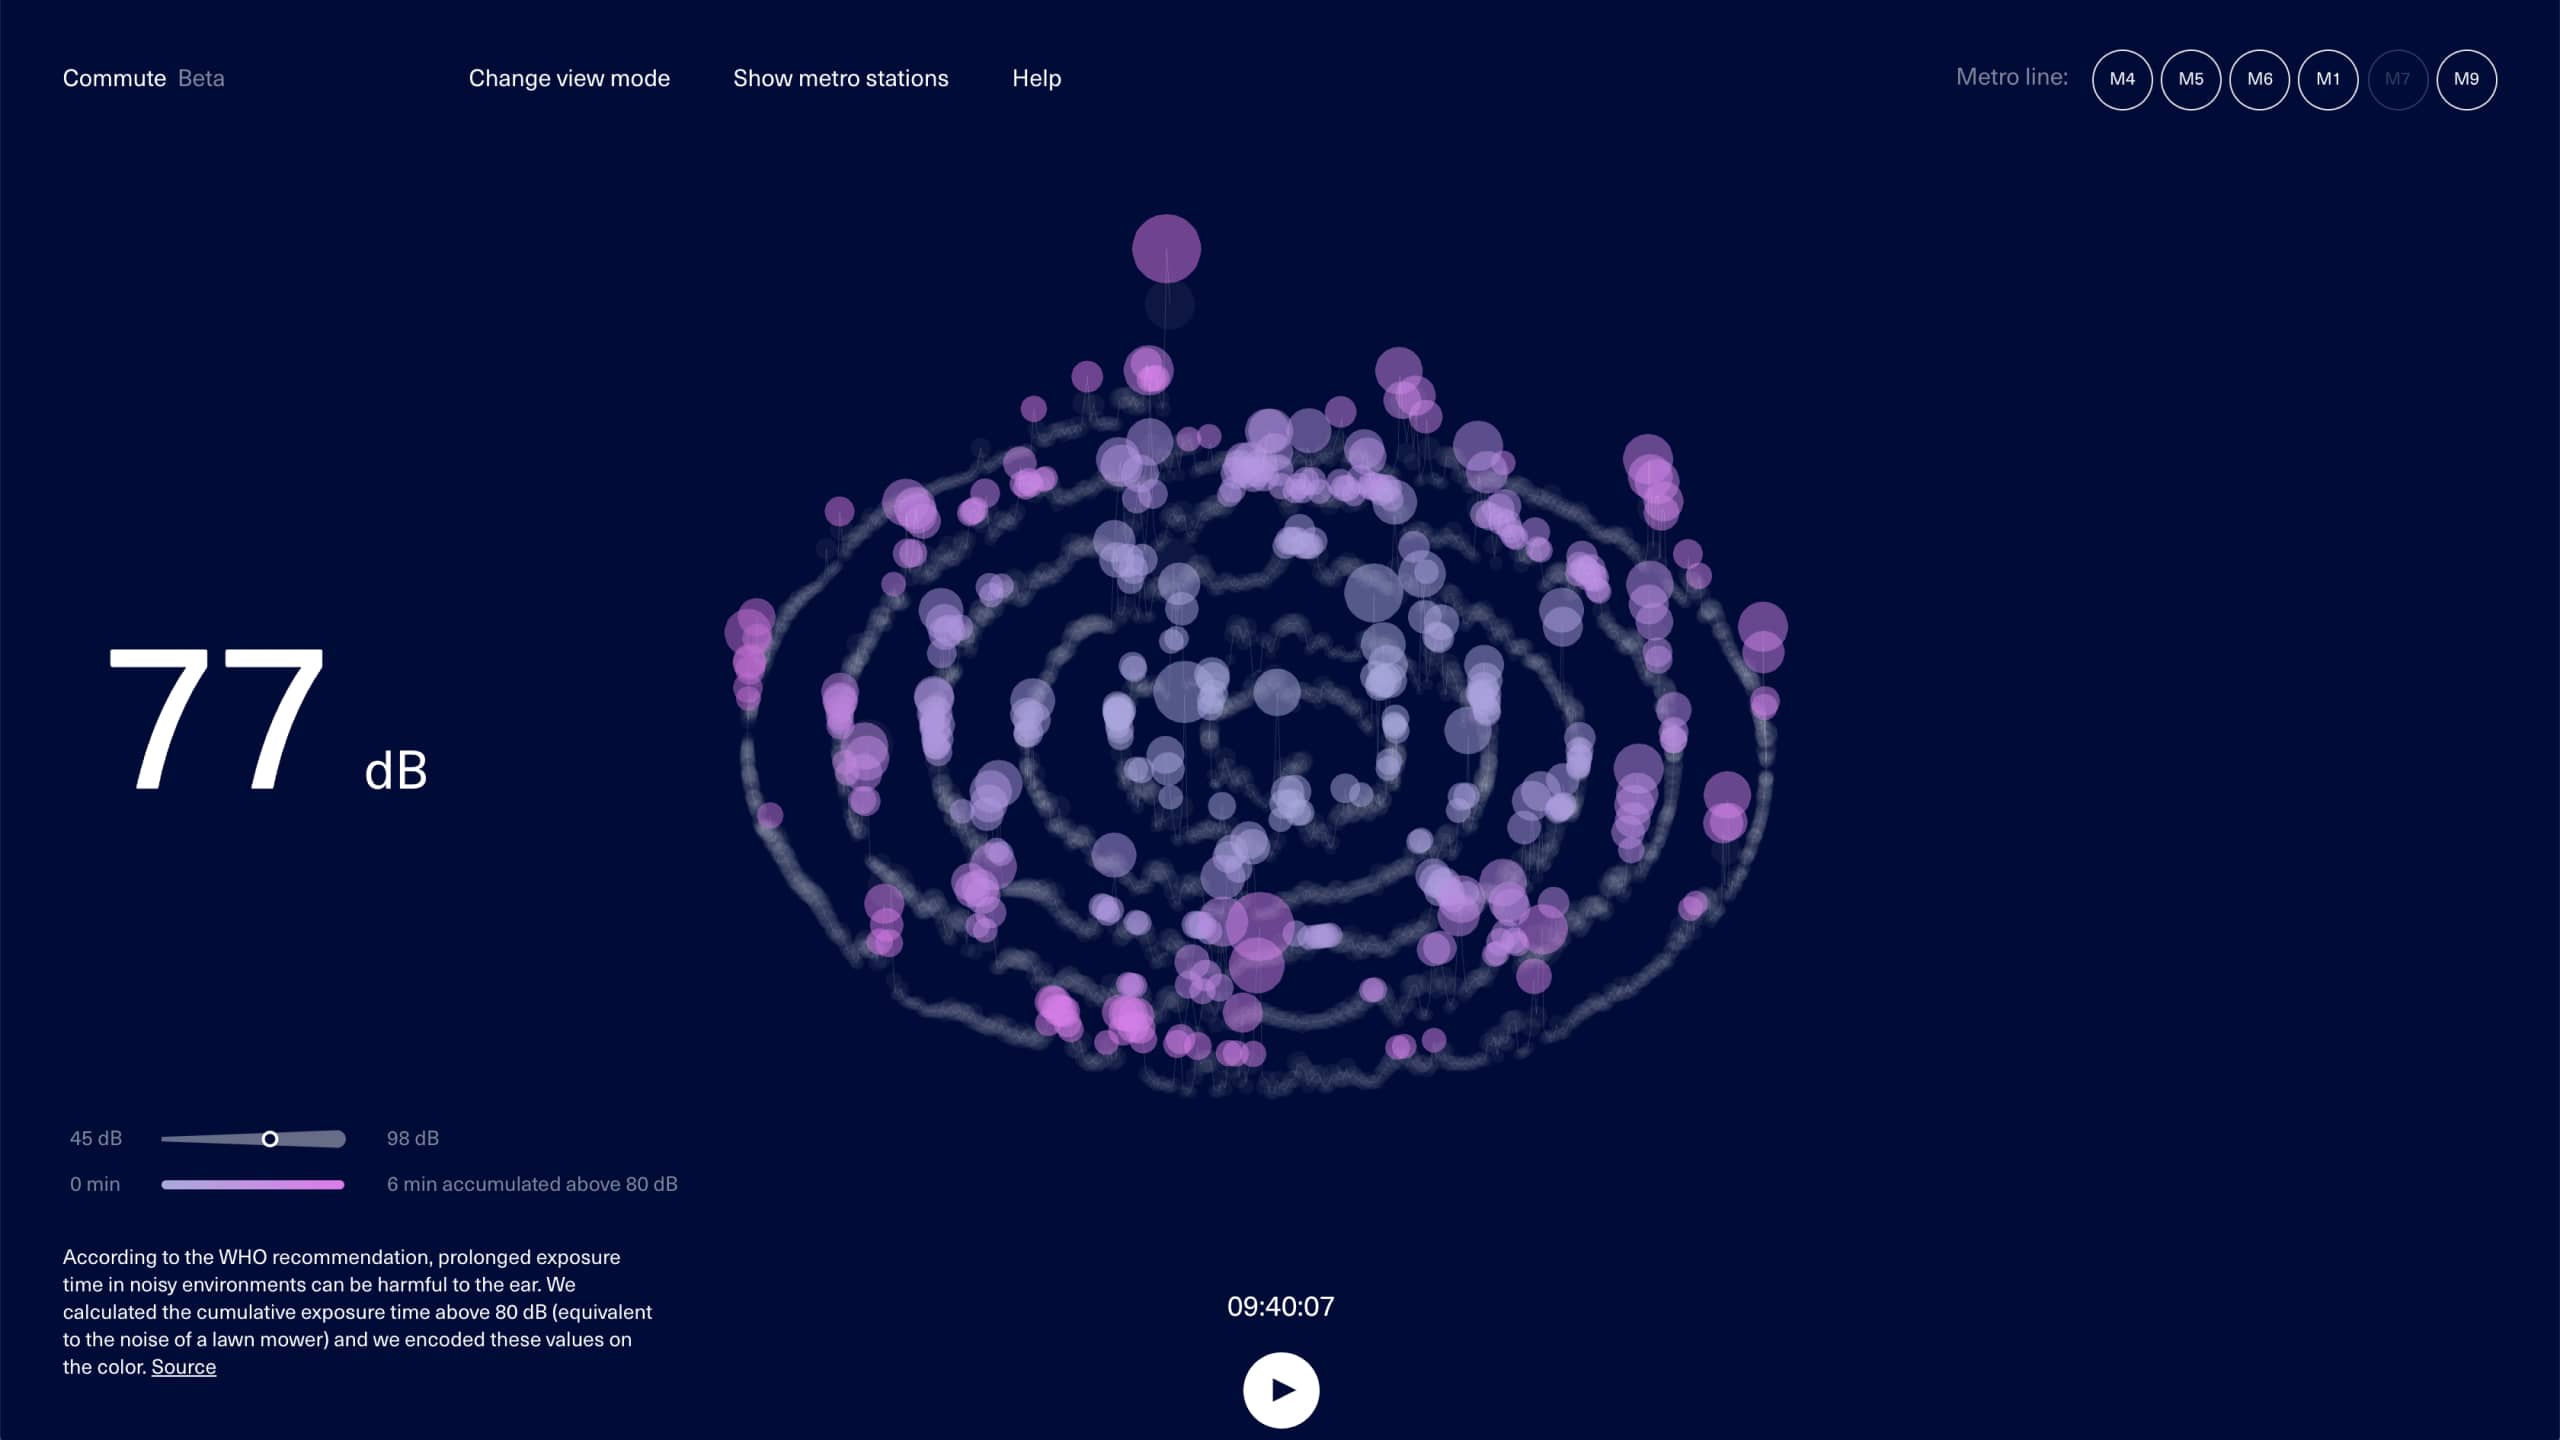 Commute Beta
Change view mode
Show metro stations
Help
Metro line:
M4
M5
M6
M1
M7
M9
77 dB
45 dB
98 dB
0 min
6 min accumulated above 80 dB
According to the WHO recommendation, prolonged exposure
time in noisy environments can be harmful to the ear. We
calculated the cumulative exposure time above 80 dB (equivalent
to the noise of a lawn mower) and we encoded these values on
the color. Source
09:40:07